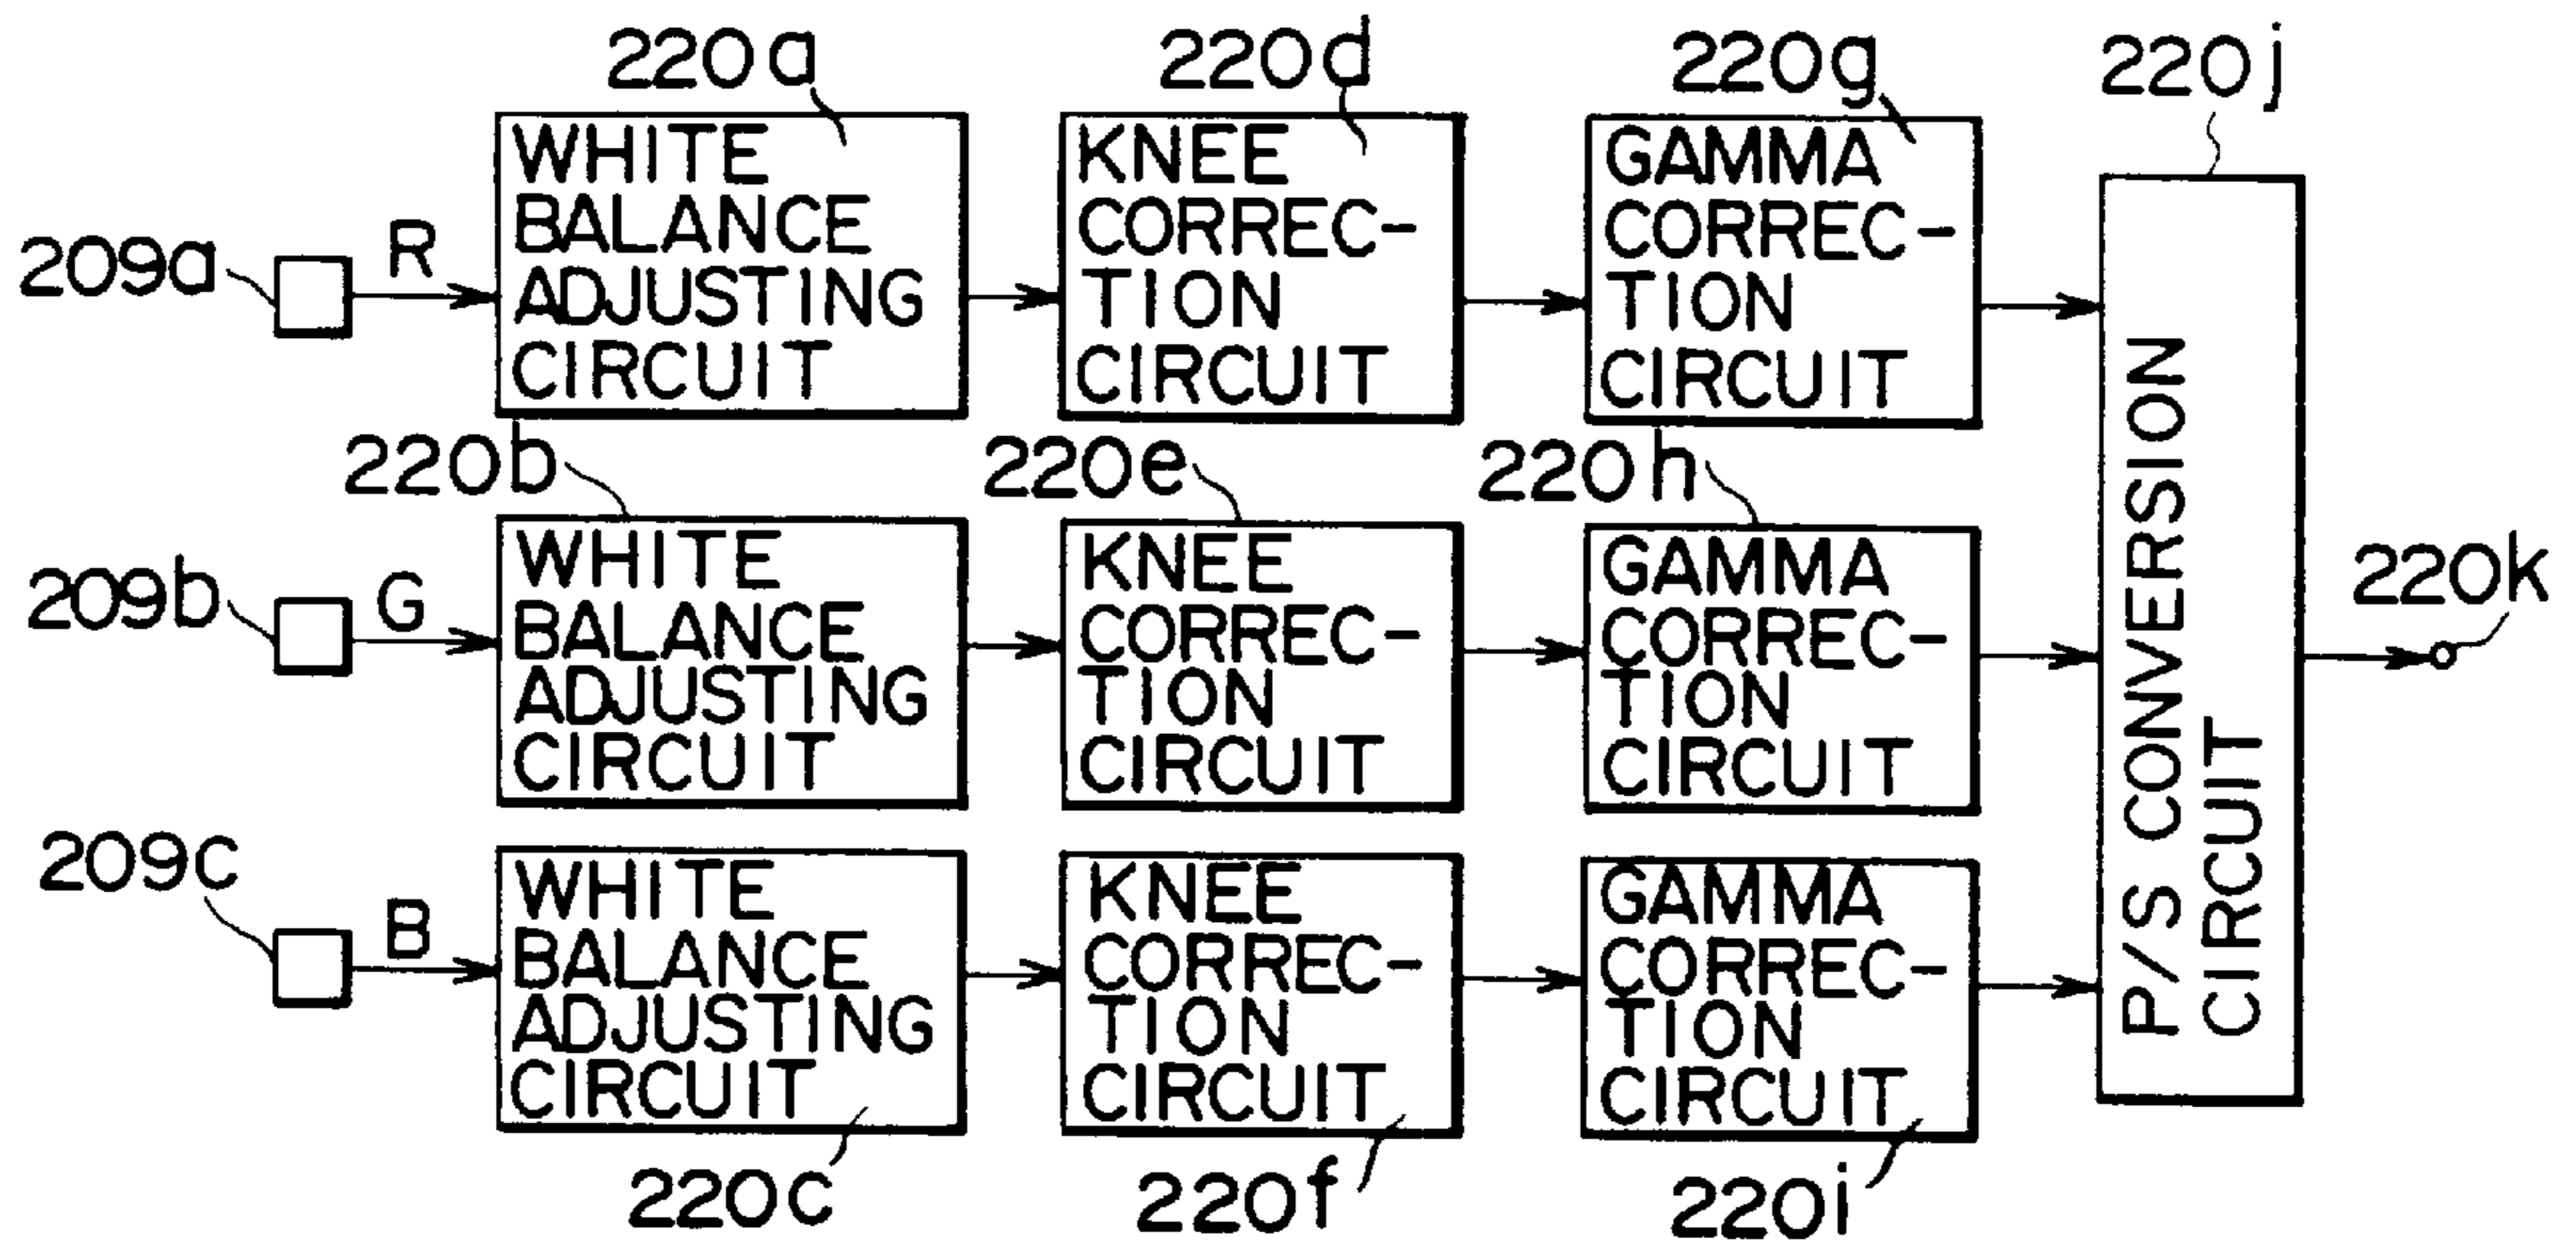 220a
220d
220g
220j
WHITE
BALANCE
ADJUSTING
CIRCUIT
KNEE
CORREC-
TION
CIRCUIT
GAMMA
CORREC-
TION
CIRCUIT
209a
R
220b
220e
220h
WHITE
BALANCE
ADJUSTING
CIRCUIT
KNEE
CORREC-
TION
CIRCUIT
GAMMA
CORREC-
TION
CIRCUIT
209b
G
P/S CONVERSION
CIRCUIT
220k
209c
B
WHITE
BALANCE
ADJUSTING
CIRCUIT
KNEE
CORREC-
TION
CIRCUIT
GAMMA
CORREC-
TION
CIRCUIT
220c
220f
220i